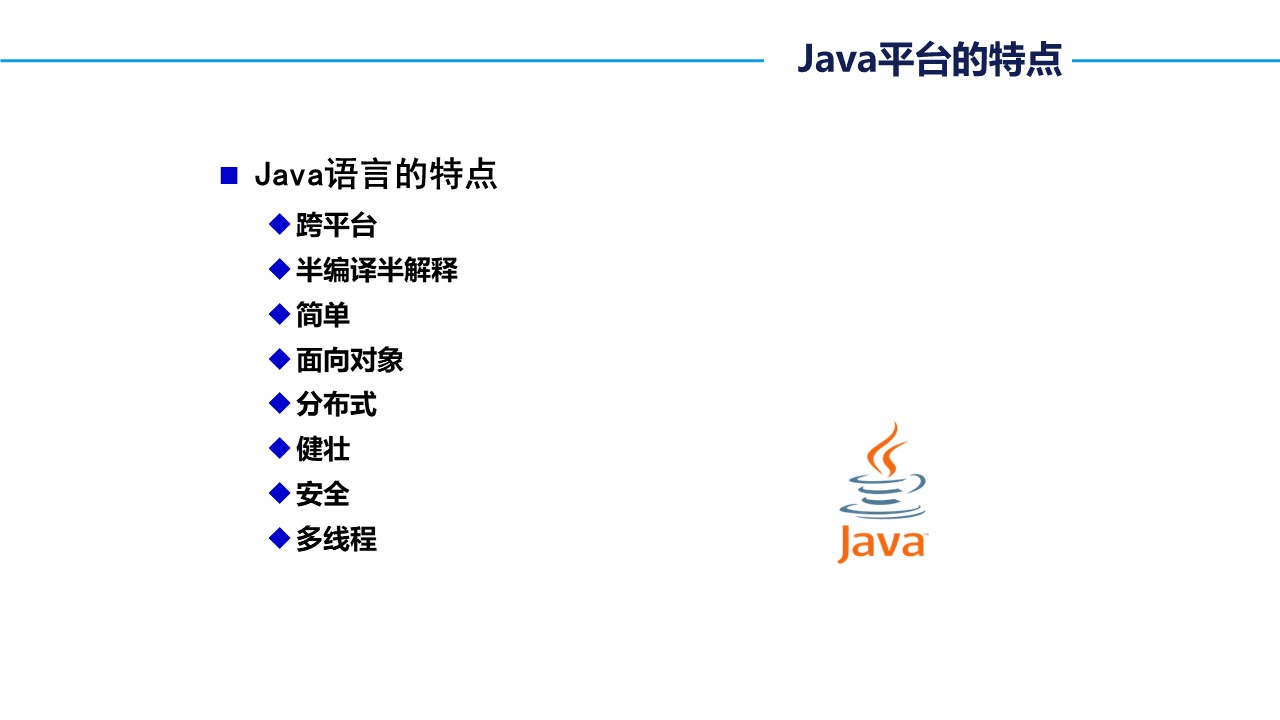 Java平台的特点
Java语言的特点
跨平台
半编译半解释
简单
面向对象
分布式
健壮
安全
多线程
Java™